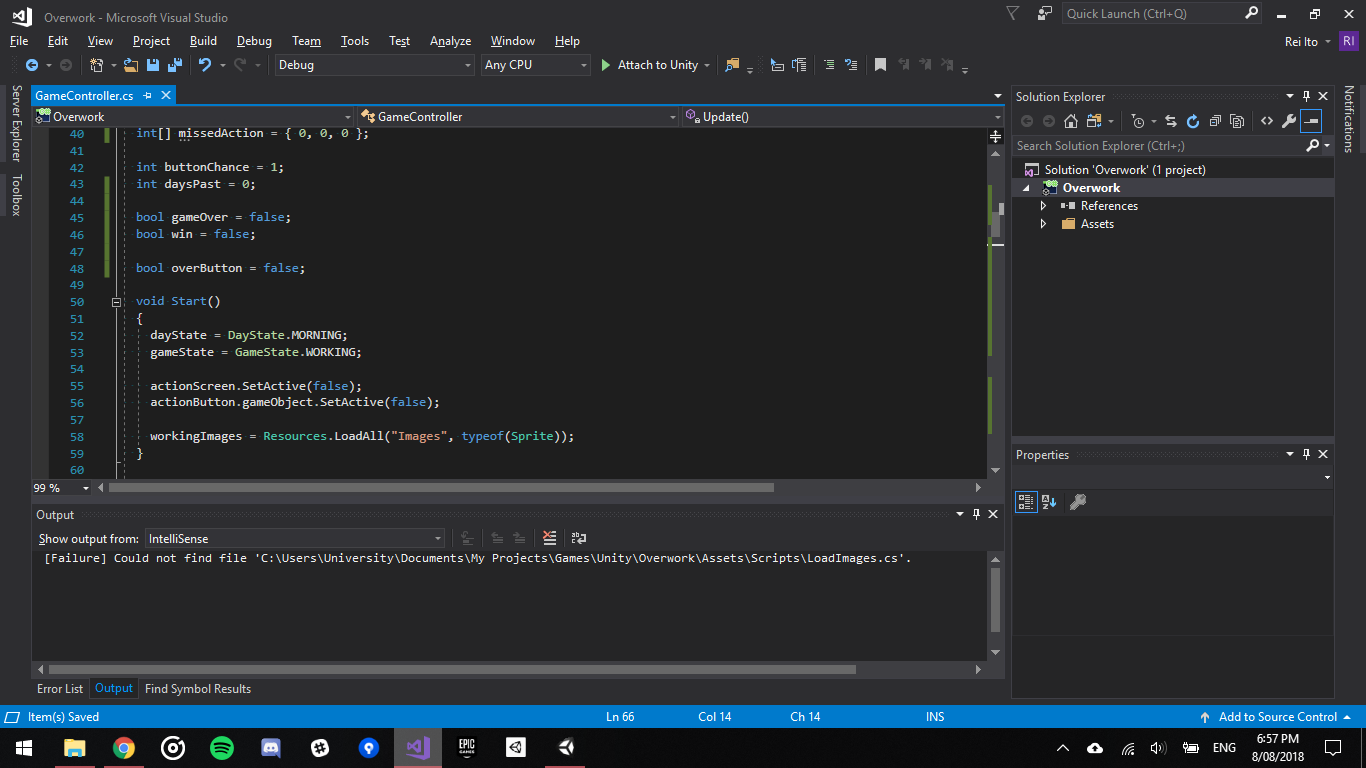 Overwork - Microsoft Visual Studio
Quick Launch (Ctrl+Q)
File Edit View Project Build Debug Team Tools Test Analyze Window Help
Rei Ito RI
Debug Any CPU Attach to Unity
Server Explorer
Toolbox
GameController.cs
Overwork GameController Update()
40 int[] missedAction = { 0, 0, 0 };
41
42 int buttonChance = 1;
43 int daysPast = 0;
44
45 bool gameOver = false;
46 bool win = false;
47
48 bool overButton = false;
49
50 void Start()
51 {
52 dayState = DayState.MORNING;
53 gameState = GameState.WORKING;
54
55 actionScreen.SetActive(false);
56 actionButton.gameObject.SetActive(false);
57
58 workingImages = Resources.LoadAll("Images", typeof(Sprite));
59 }
60
99 %
Output
Show output from: IntelliSense
[Failure] Could not find file 'C:\Users\University\Documents\My Projects\Games\Unity\Overwork\Assets\Scripts\LoadImages.cs'.
Error List Output Find Symbol Results
Solution Explorer
Search Solution Explorer (Ctrl+;)
Solution 'Overwork' (1 project)
Overwork
References
Assets
Properties
Notifications
Item(s) Saved Ln 66 Col 14 Ch 14 INS Add to Source Control
EPIC
GAMES
ENG
6:57 PM
8/08/2018